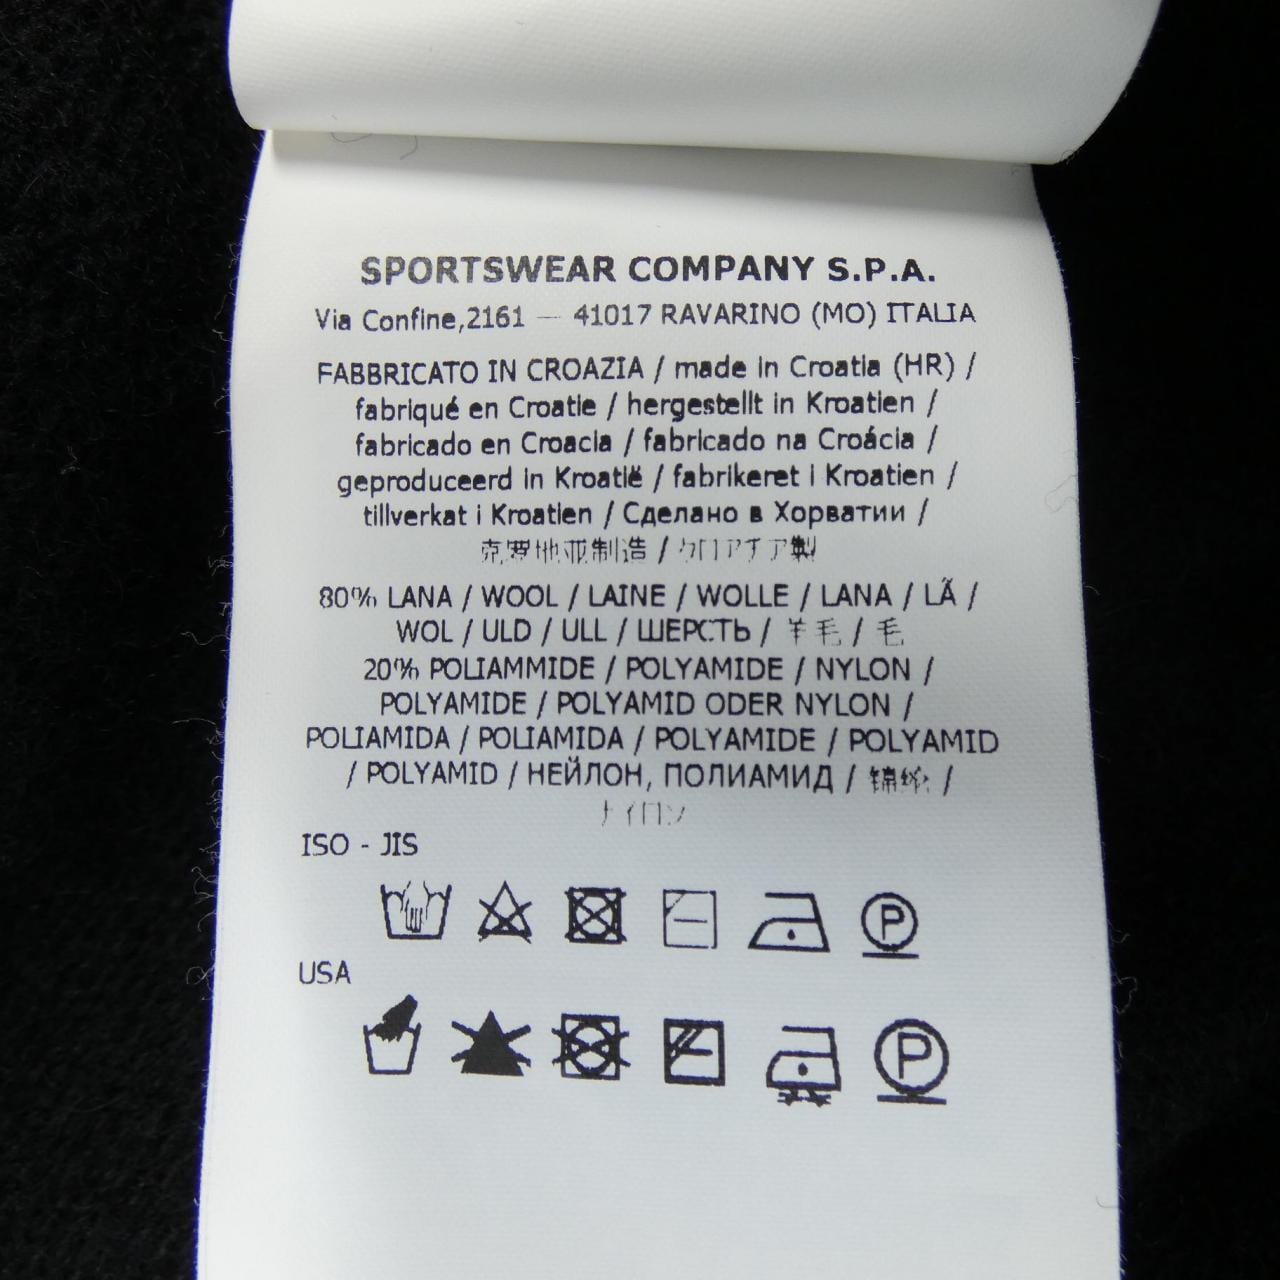 SPORTSWEAR COMPANY S.P.A.
Via Confine,2161 — 41017 RAVARINO (MO) ITALIA
FABBRICATO IN CROAZIA / made in Croatia (HR) /
fabriqué en Croatie / hergestellt in Kroatien /
fabricado en Croacia / fabricado na Croácia /
geproduceerd in Kroatië / fabrikeret i Kroatien /
tillverkat i Kroatien / Сделано в Хорватии /
克罗地亚制造 / クロアチア製
80% LANA / WOOL / LAINE / WOLLE / LANA / LÃ /
WOL / ULD / ULL / ШЕРСТЬ / 羊毛 / 毛
20% POLIAMMIDE / POLYAMIDE / NYLON /
POLYAMIDE / POLYAMID ODER NYLON /
POLIAMIDA / POLIAMIDA / POLYAMIDE / POLYAMID
/ POLYAMID / НЕЙЛОН, ПОЛИАМИД / 锦纶 /
ナイロン
ISO - JIS
P
USA
P